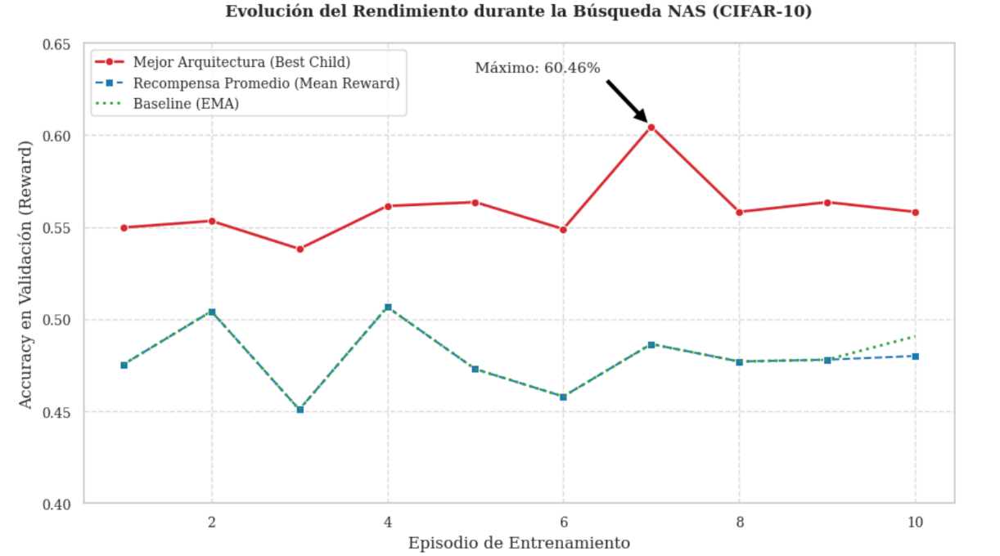 Evolución del Rendimiento durante la Búsqueda NAS (CIFAR-10)
0.65
0.60
0.55
0.50
0.45
0.40
Accuracy en Validación (Reward)
Mejor Arquitectura (Best Child)
Recompensa Promedio (Mean Reward)
Baseline (EMA)
Máximo: 60.46%
2
4
6
8
10
Episodio de Entrenamiento